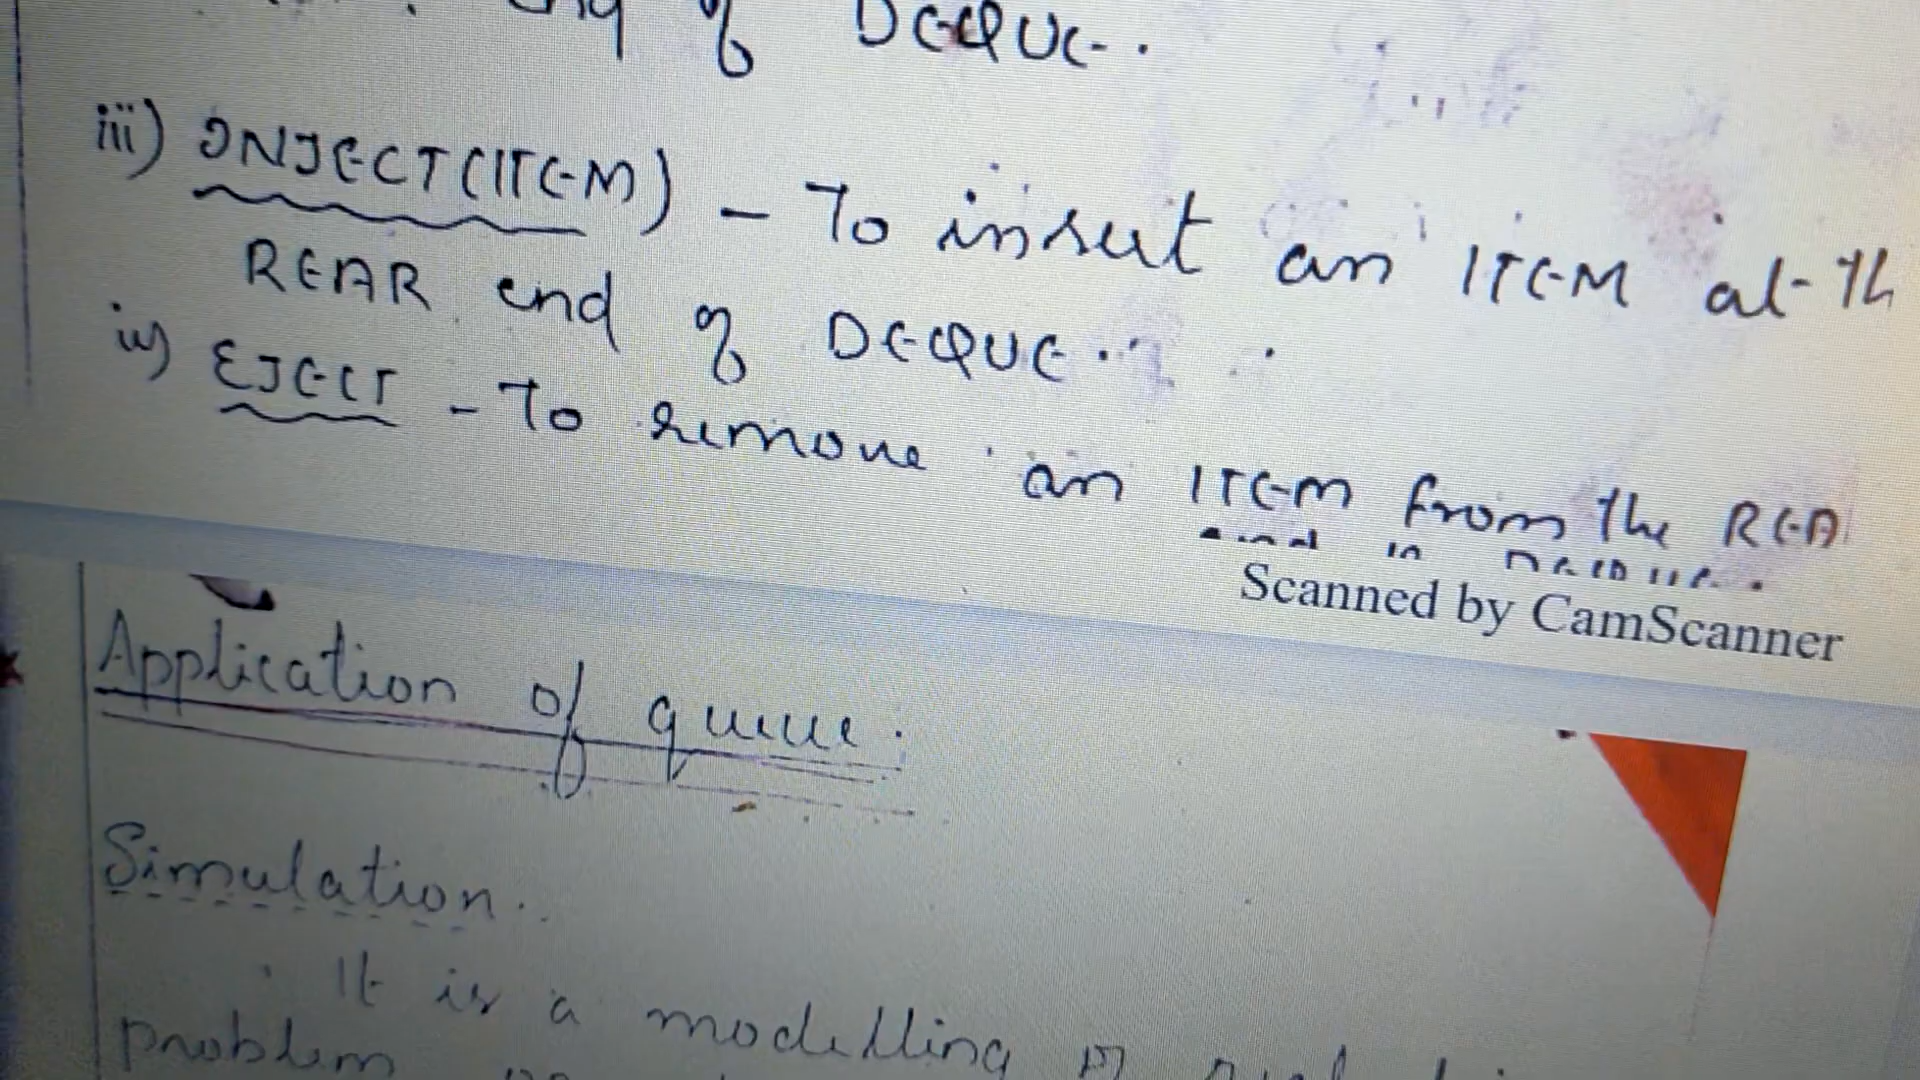 of DEQUE.
iii) INJECT(ITEM) - To insert an ITEM at th
REAR end of DEQUE.
iv) EJECT - To remove an ITEM from the REA
Scanned by CamScanner
Application of queue.
Simulation.
It is a modelling
problem